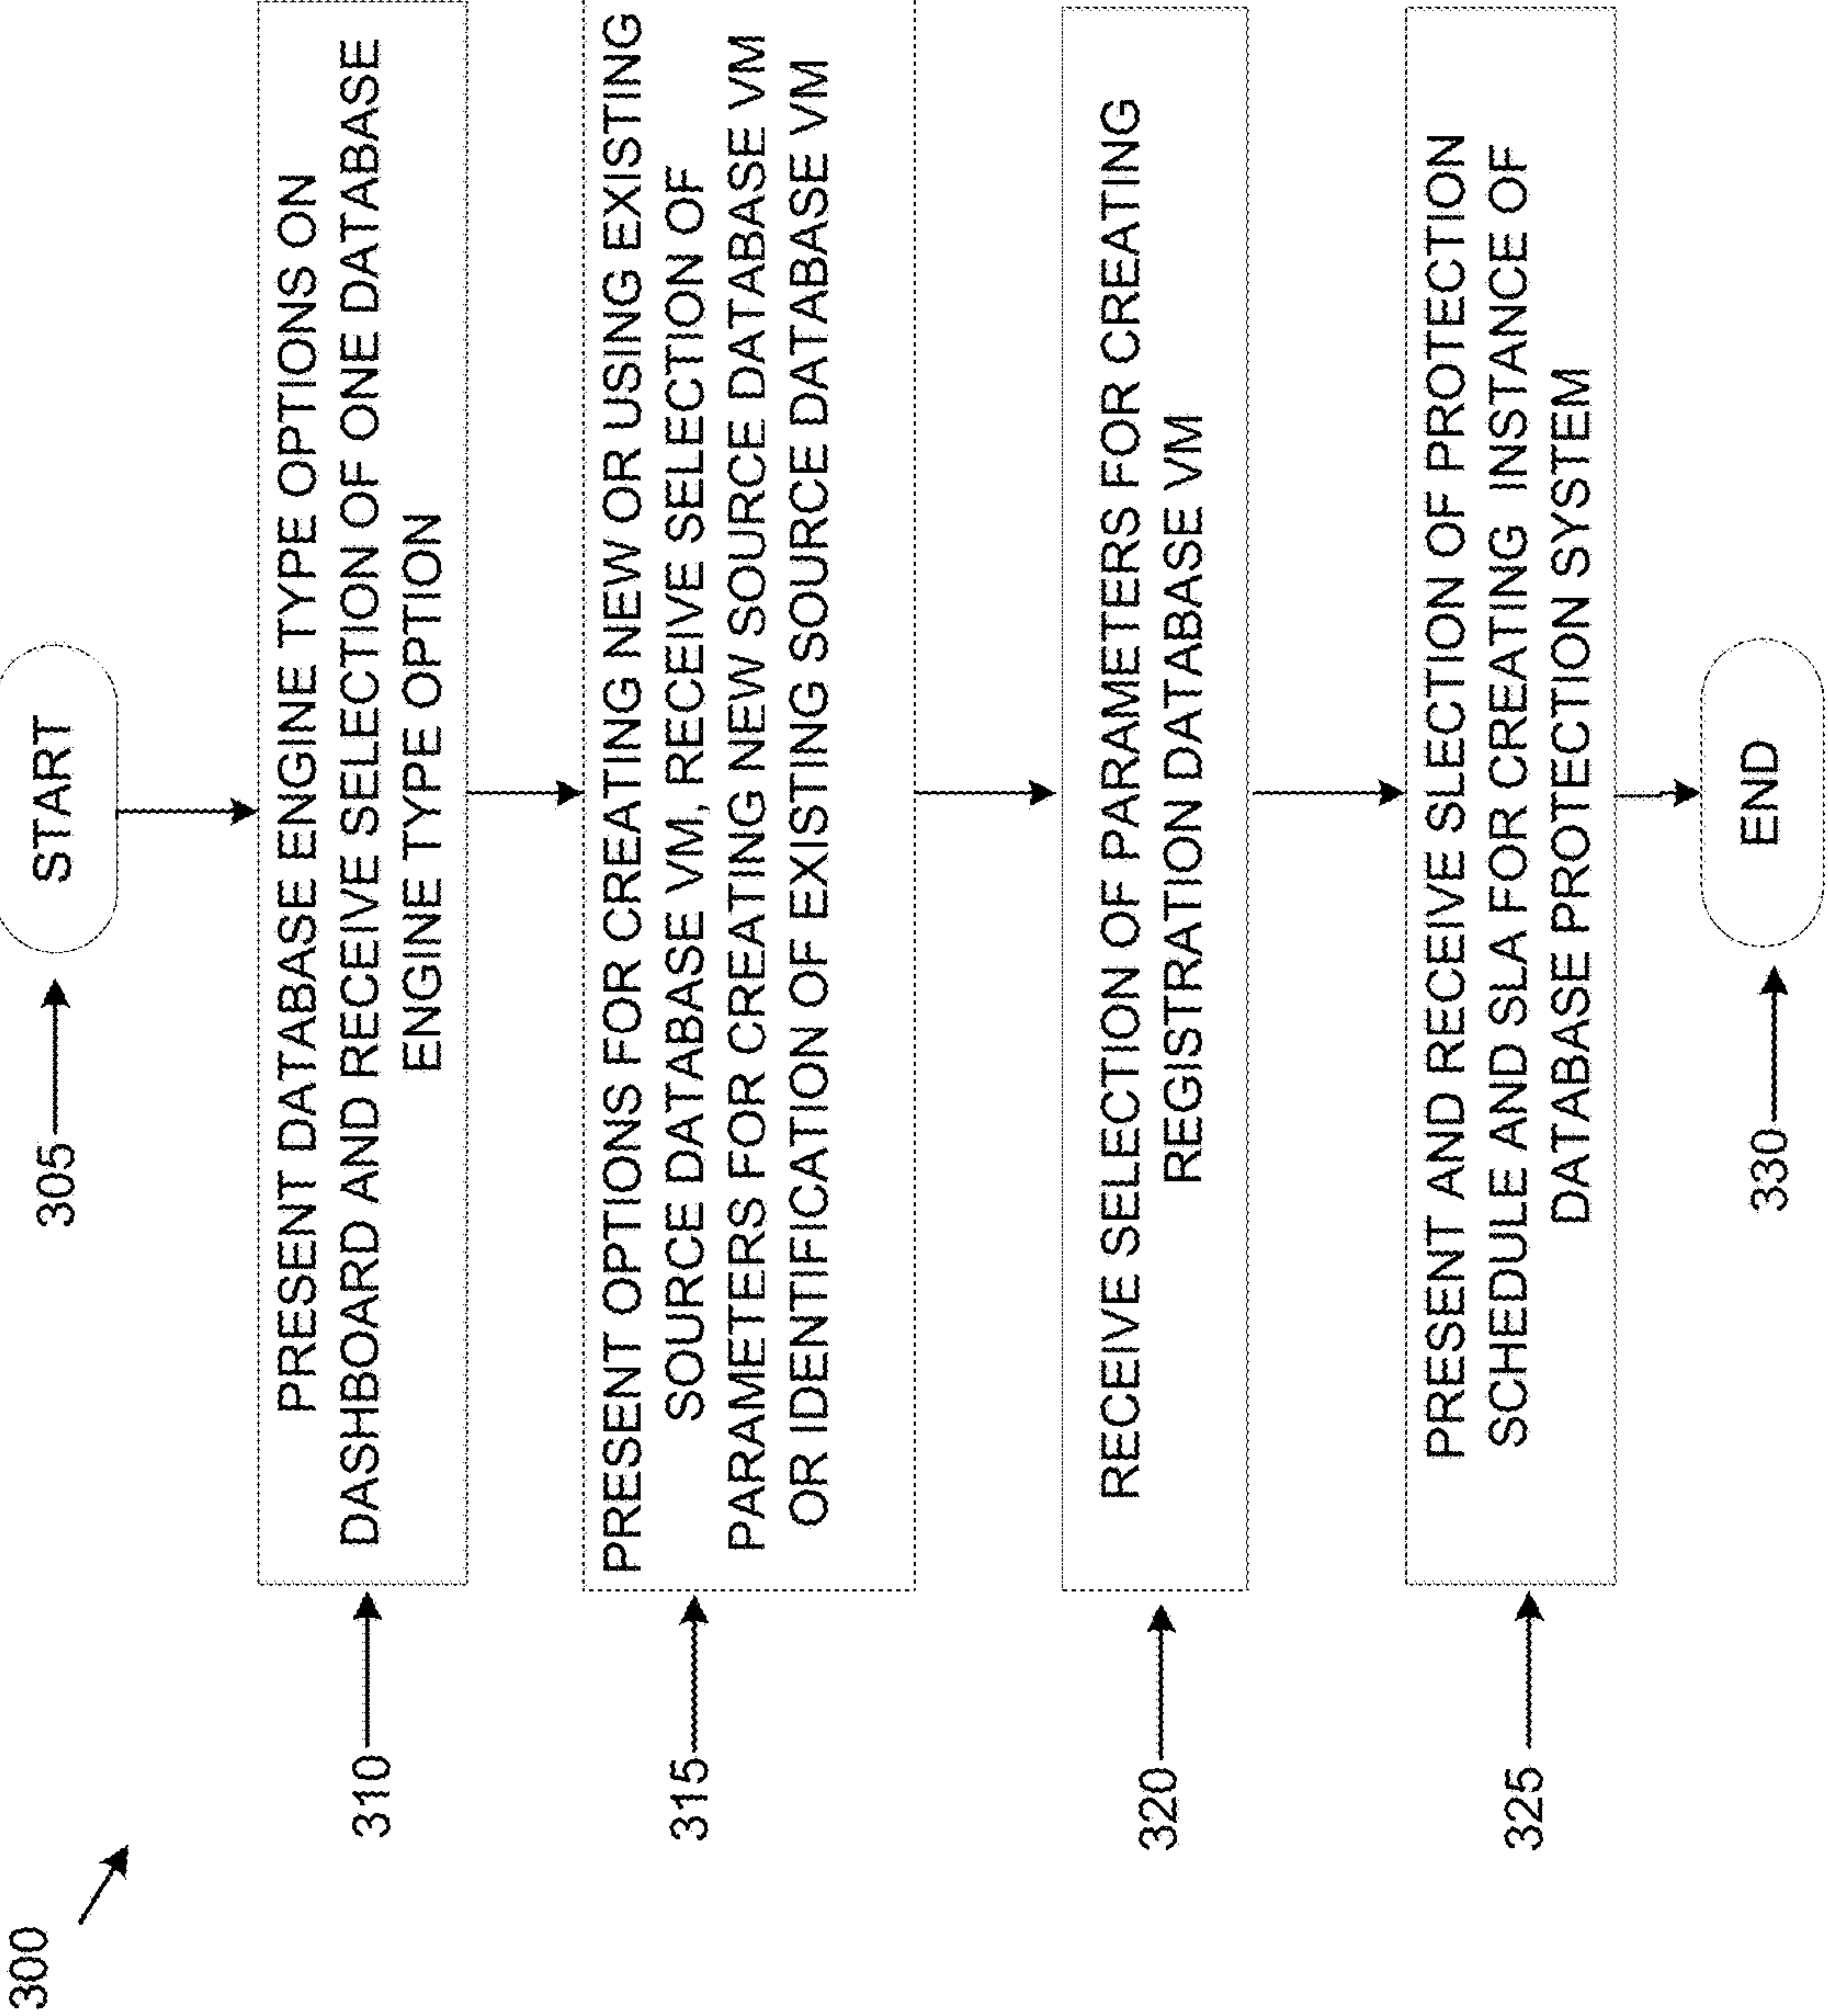 300
305
START
310
PRESENT DATABASE ENGINE TYPE OPTIONS ON
DASHBOARD AND RECEIVE SELECTION OF ONE DATABASE
ENGINE TYPE OPTION
315
PRESENT OPTIONS FOR CREATING NEW OR USING EXISTING
SOURCE DATABASE VM, RECEIVE SELECTION OF
PARAMETERS FOR CREATING NEW SOURCE DATABASE VM
OR IDENTIFICATION OF EXISTING SOURCE DATABASE VM
320
RECEIVE SELECTION OF PARAMETERS FOR CREATING
REGISTRATION DATABASE VM
325
PRESENT AND RECEIVE SLECTION OF PROTECTION
SCHEDULE AND SLA FOR CREATING INSTANCE OF
DATABASE PROTECTION SYSTEM
330
END